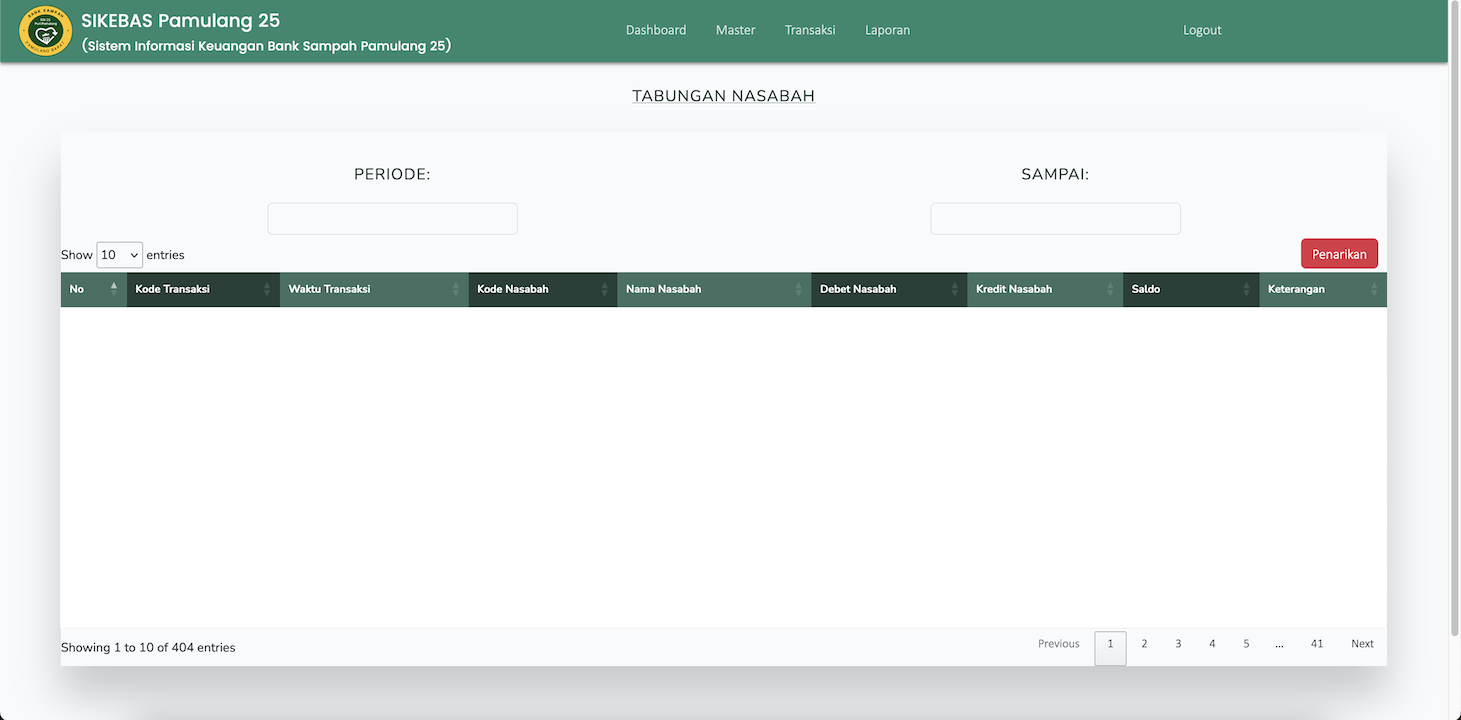 SIKEBAS Pamulang 25
(Sistem Informasi Keuangan Bank Sampah Pamulang 25)
Dashboard Master Transaksi Laporan Logout
TABUNGAN NASABAH
PERIODE: SAMPAI:
Show 10 entries Penarikan
No Kode Transaksi Waktu Transaksi Kode Nasabah Nama Nasabah Debet Nasabah Kredit Nasabah Saldo Keterangan
Showing 1 to 10 of 404 entries Previous 1 2 3 4 5 ... 41 Next